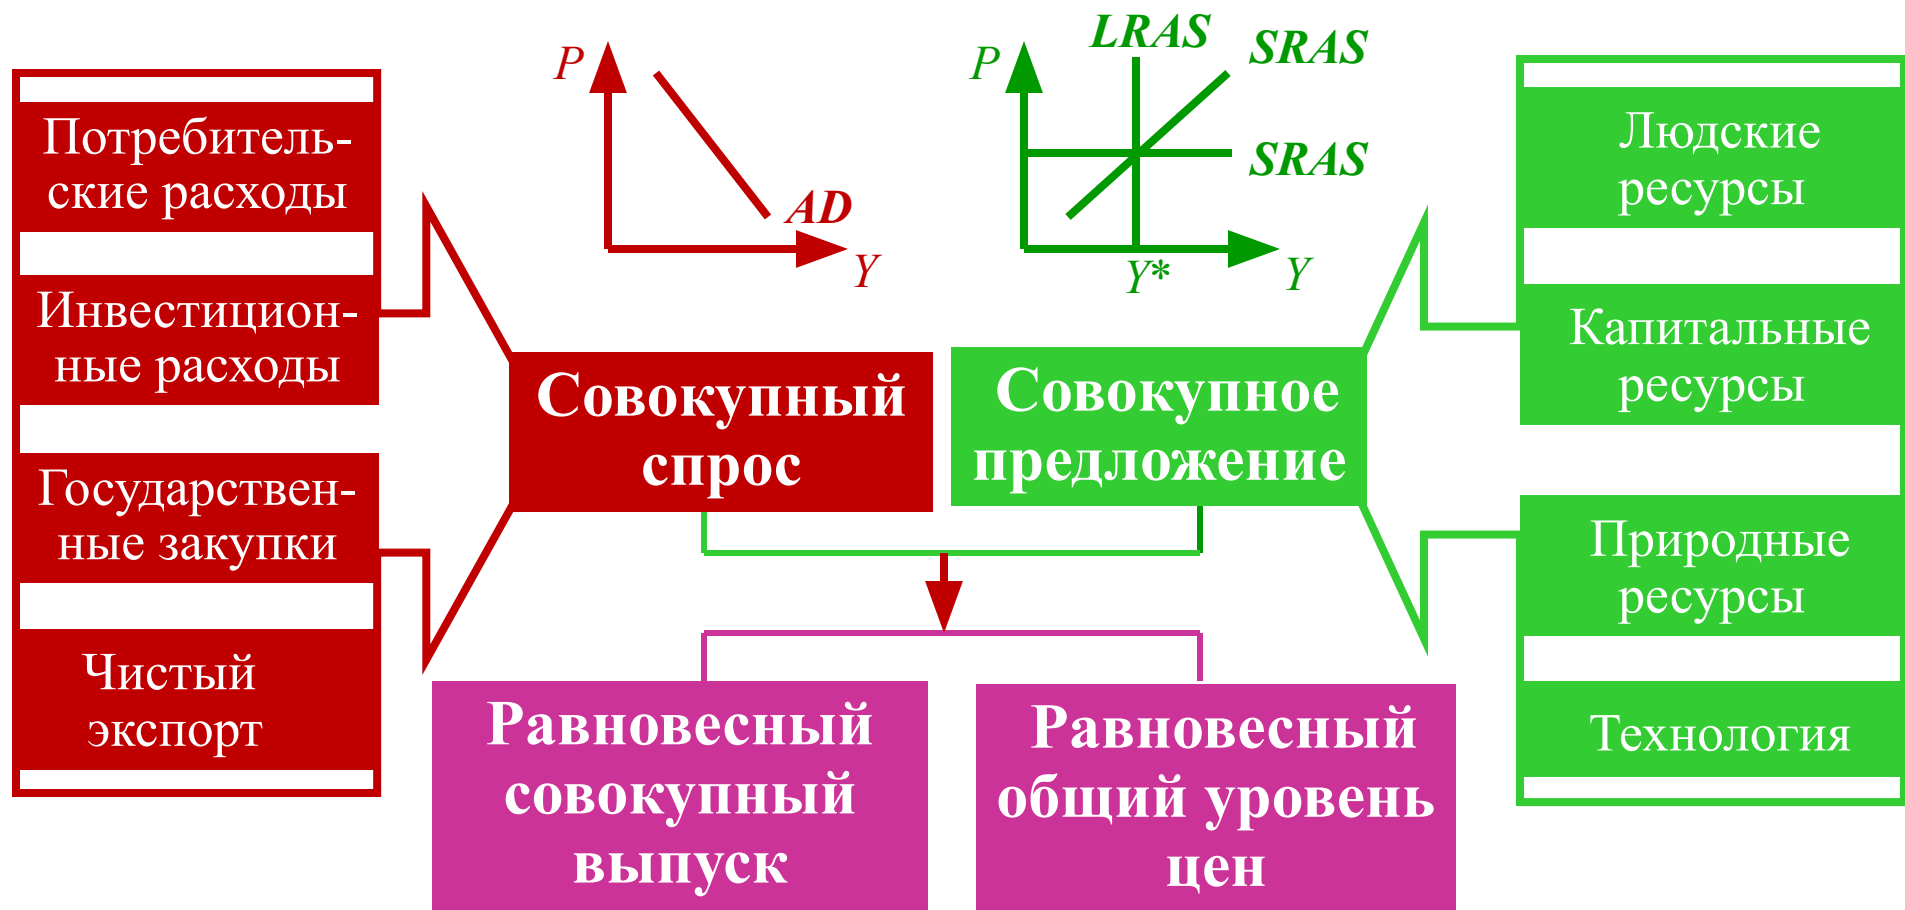 Потребитель-
ские расходы
Инвестицион-
ные расходы
Государствен-
ные закупки
Чистый
экспорт
P
AD
Y
LRAS
SRAS
P
SRAS
Y*
Y
Совокупный
спрос
Совокупное
предложение
Людские
ресурсы
Капитальные
ресурсы
Природные
ресурсы
Технология
Равновесный
совокупный
выпуск
Равновесный
общий уровень
цен